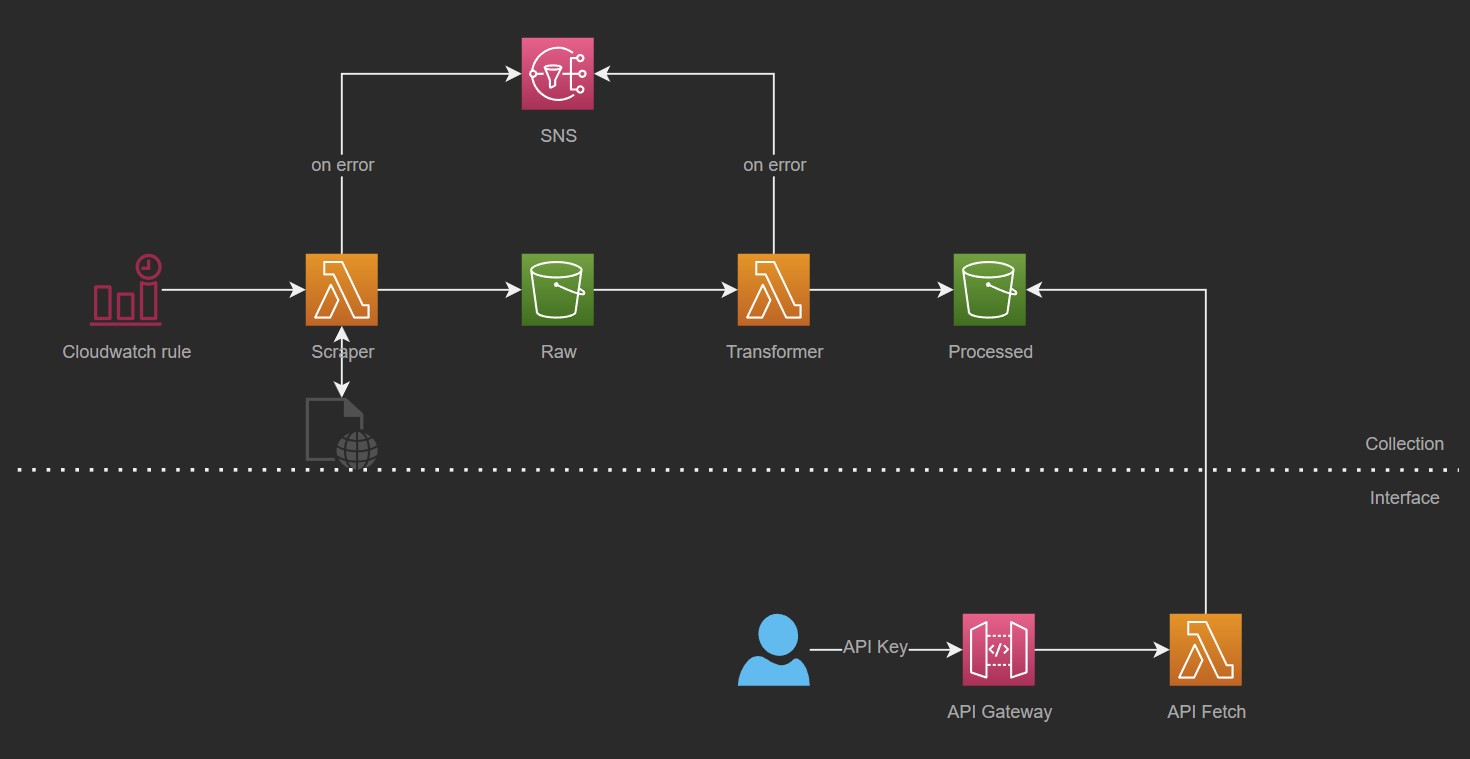 SNS
on error
on error
Cloudwatch rule
Scraper
Raw
Transformer
Processed
Collection
Interface
API Key
</>
API Gateway
API Fetch